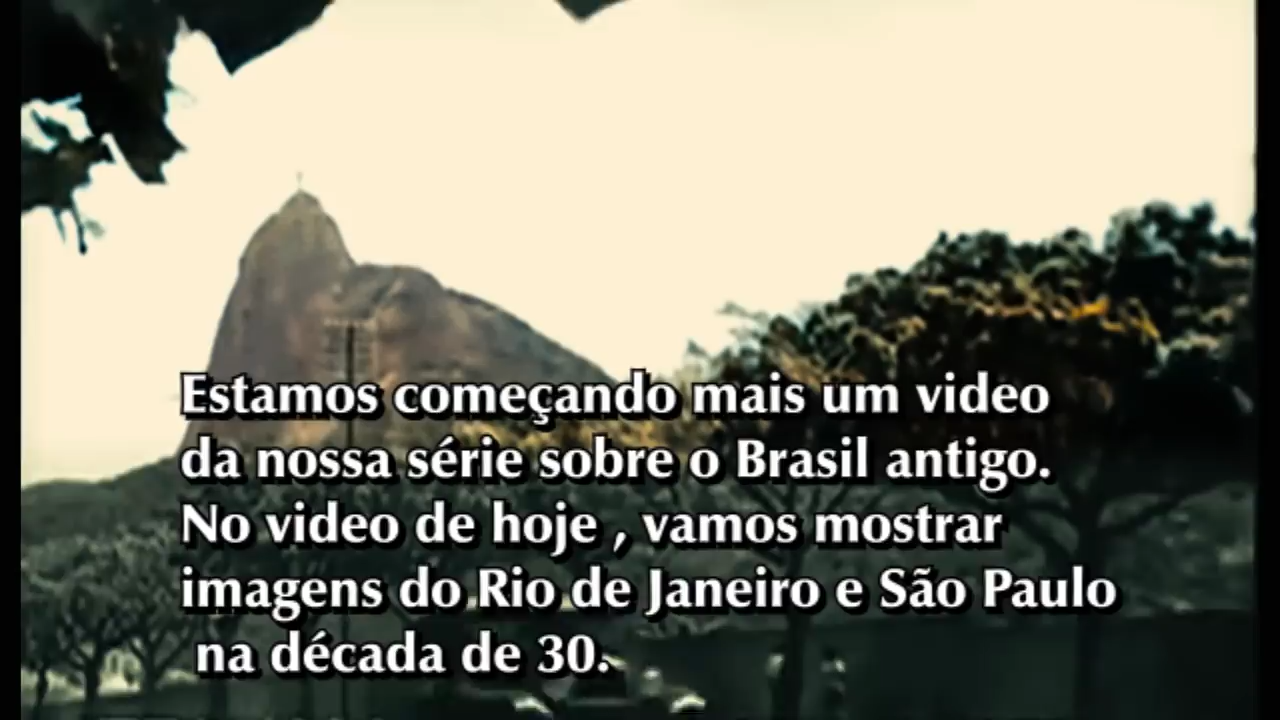 Estamos começando mais um video
da nossa série sobre o Brasil antigo.
No video de hoje , vamos mostrar
imagens do Rio de Janeiro e São Paulo
na década de 30.